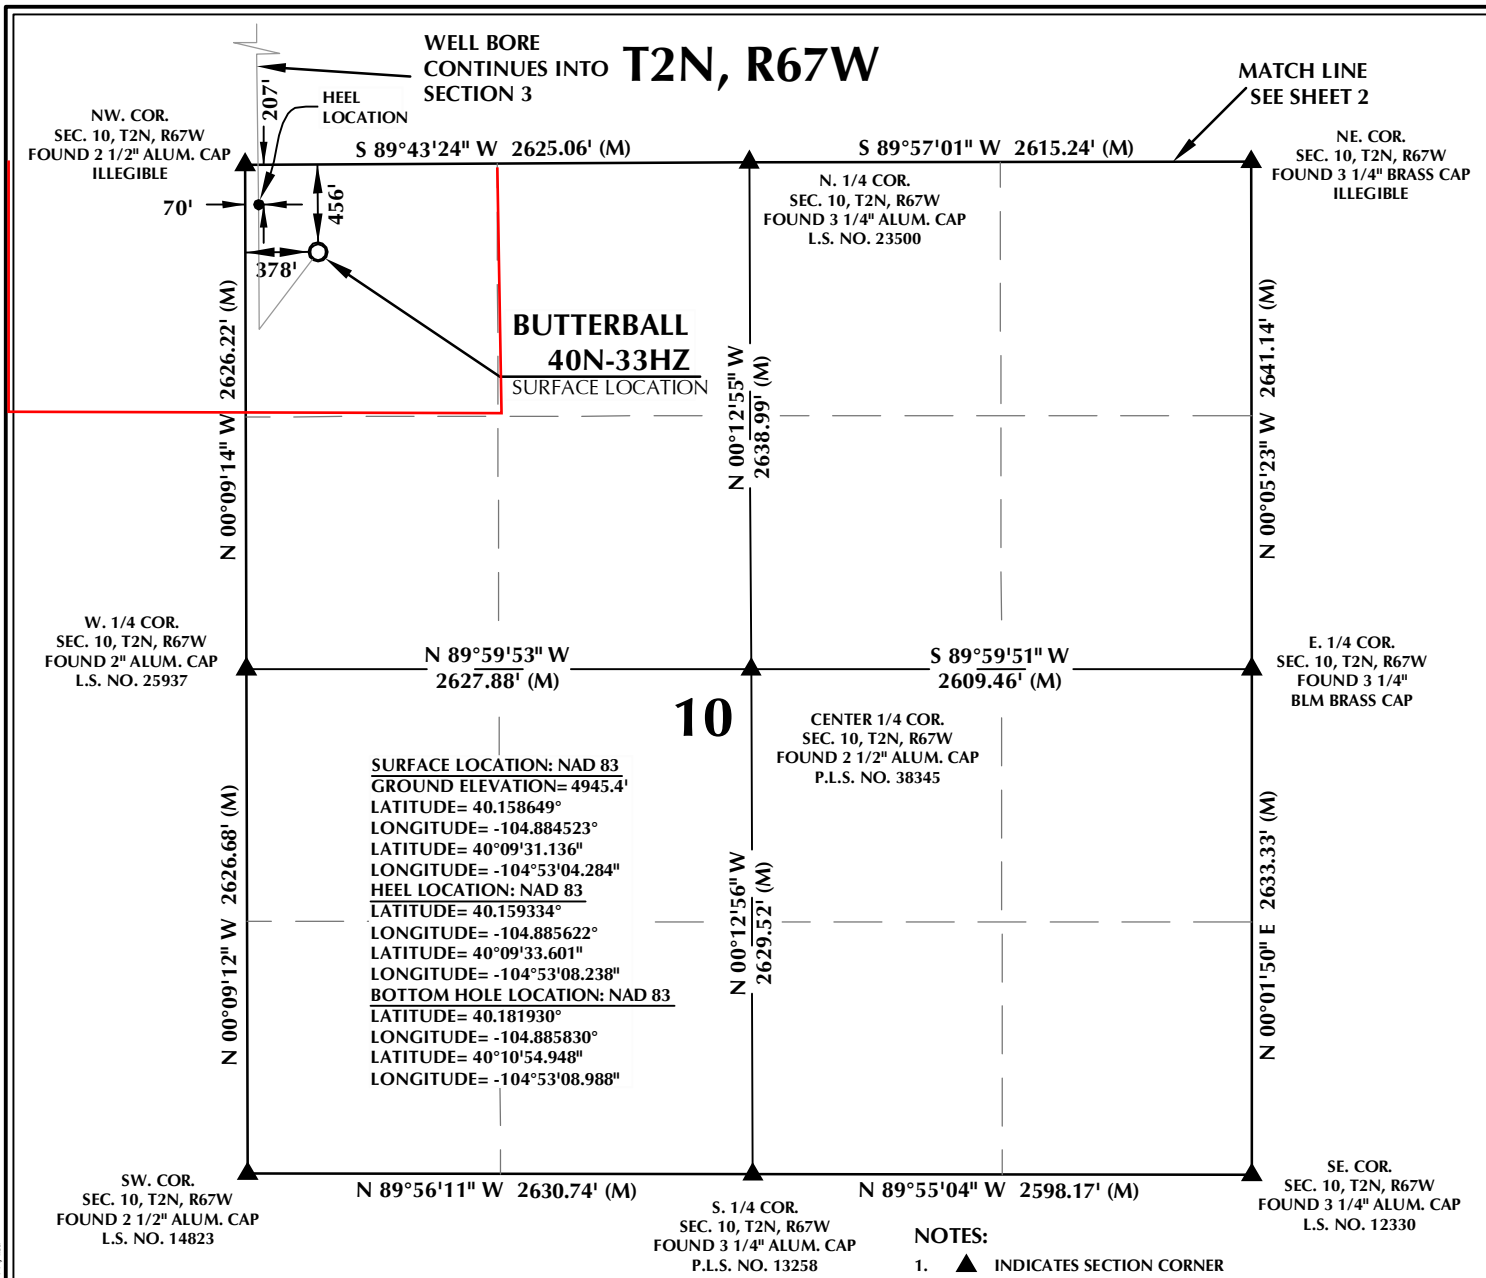 WELL BORE
CONTINUES INTO
SECTION 3
T2N, R67W
MATCH LINE
SEE SHEET 2
HEEL
LOCATION
207'
NW. COR.
SEC. 10, T2N, R67W
FOUND 2 1/2" ALUM. CAP
ILLEGIBLE
S 89°43'24" W 2625.06' (M)
S 89°57'01" W 2615.24' (M)
NE. COR.
SEC. 10, T2N, R67W
FOUND 3 1/4" BRASS CAP
ILLEGIBLE
N. 1/4 COR.
SEC. 10, T2N, R67W
FOUND 3 1/4" ALUM. CAP
L.S. NO. 23500
70'
456'
378'
BUTTERBALL
40N-33HZ
SURFACE LOCATION
N 00°09'14" W 2626.22' (M)
N 00°12'55" W
2638.99' (M)
N 00°05'23" W 2641.14' (M)
W. 1/4 COR.
SEC. 10, T2N, R67W
FOUND 2" ALUM. CAP
L.S. NO. 25937
N 89°59'53" W
2627.88' (M)
S 89°59'51" W
2609.46' (M)
E. 1/4 COR.
SEC. 10, T2N, R67W
FOUND 3 1/4"
BLM BRASS CAP
10
CENTER 1/4 COR.
SEC. 10, T2N, R67W
FOUND 2 1/2" ALUM. CAP
P.L.S. NO. 38345
SURFACE LOCATION: NAD 83
GROUND ELEVATION= 4945.4'
LATITUDE= 40.158649°
LONGITUDE= -104.884523°
LATITUDE= 40°09'31.136"
LONGITUDE= -104°53'04.284"
HEEL LOCATION: NAD 83
LATITUDE= 40.159334°
LONGITUDE= -104.885622°
LATITUDE= 40°09'33.601"
LONGITUDE= -104°53'08.238"
BOTTOM HOLE LOCATION: NAD 83
LATITUDE= 40.181930°
LONGITUDE= -104.885830°
LATITUDE= 40°10'54.948"
LONGITUDE= -104°53'08.988"
N 00°09'12" W 2626.68' (M)
N 00°12'56" W
2629.52' (M)
N 00°01'50" E 2633.33' (M)
SW. COR.
SEC. 10, T2N, R67W
FOUND 2 1/2" ALUM. CAP
L.S. NO. 14823
N 89°56'11" W 2630.74' (M)
N 89°55'04" W 2598.17' (M)
S. 1/4 COR.
SEC. 10, T2N, R67W
FOUND 3 1/4" ALUM. CAP
P.L.S. NO. 13258
SE. COR.
SEC. 10, T2N, R67W
FOUND 3 1/4" ALUM. CAP
L.S. NO. 12330
NOTES:
1. ▲ INDICATES SECTION CORNER